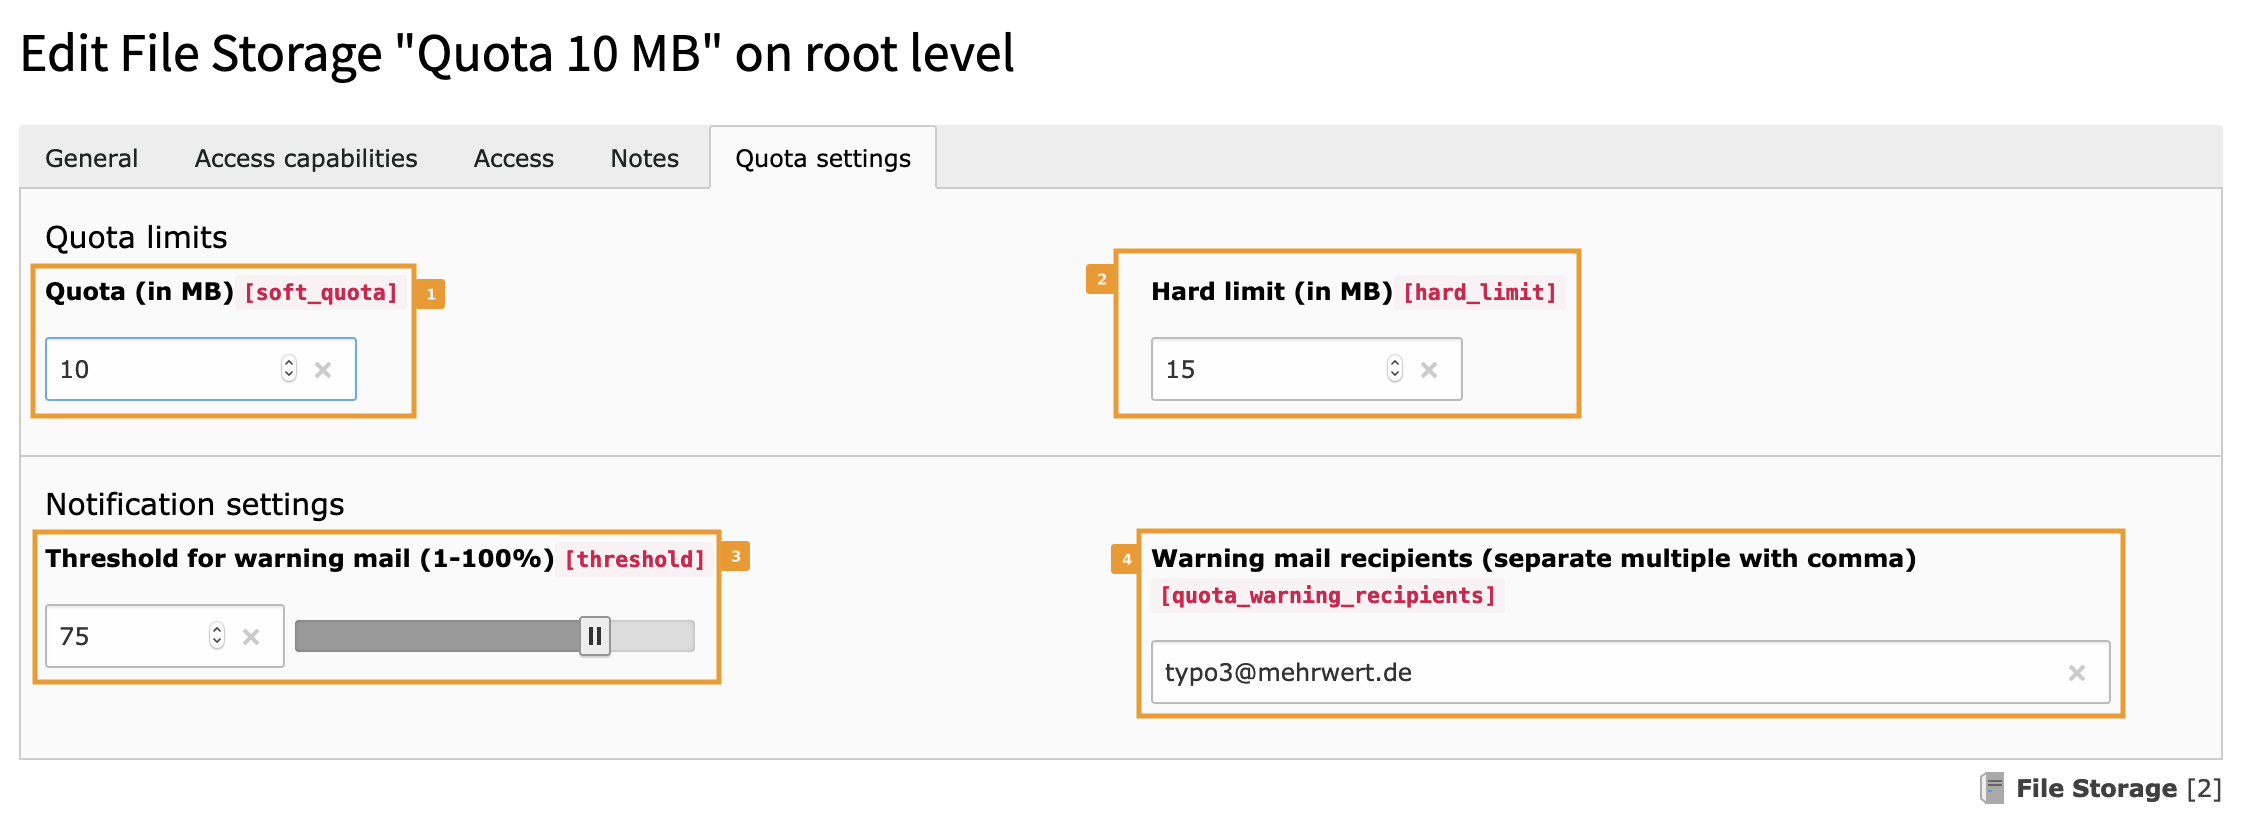 Edit File Storage "Quota 10 MB" on root level
General Access capabilities Access Notes Quota settings
Quota limits
Quota (in MB) [soft_quota] 1
2 Hard limit (in MB) [hard_limit]
10
15
Notification settings
Threshold for warning mail (1-100%) [threshold] 3
4 Warning mail recipients (separate multiple with comma)
[quota_warning_recipients]
75
typo3@mehrwert.de
File Storage [2]